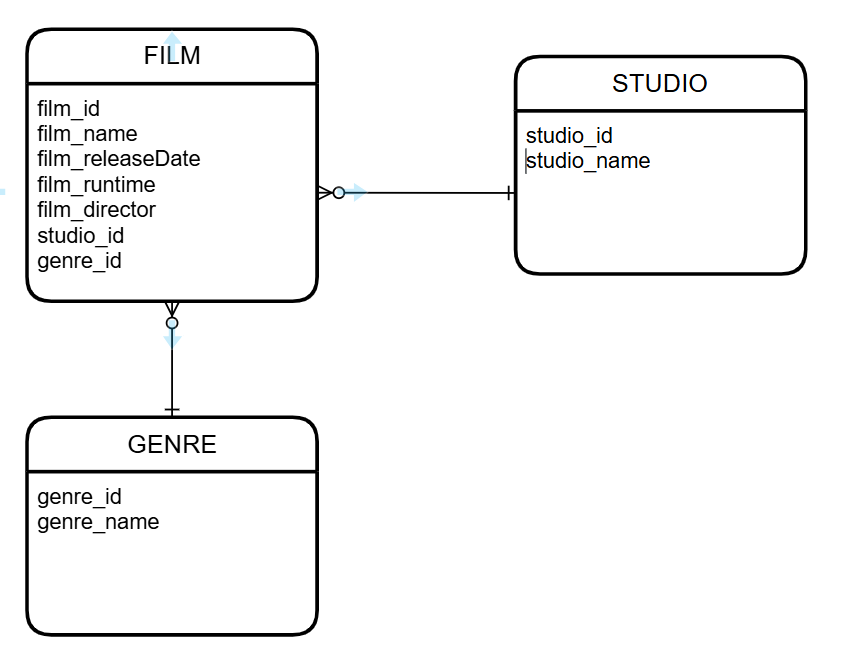 FILM
film_id
film_name
film_releaseDate
film_runtime
film_director
studio_id
genre_id
STUDIO
studio_id
studio_name
GENRE
genre_id
genre_name